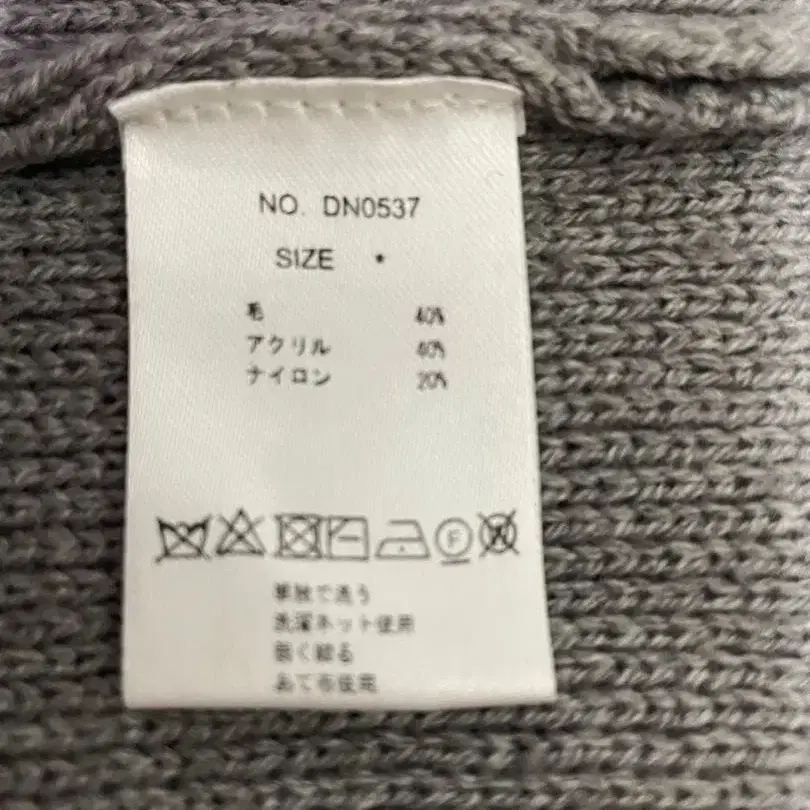 NO. DN0537
SIZE •
毛 40%
アクリル 40%
ナイロン 20%
F W
単独で洗う
洗濯ネット使用
弱く絞る
あて布使用